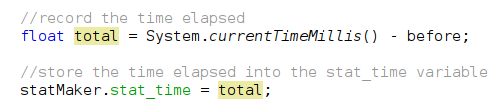 //record the time elapsed
float total = System.currentTimeMillis() - before;
//store the time elapsed into the stat_time variable
statMaker.stat_time = total;